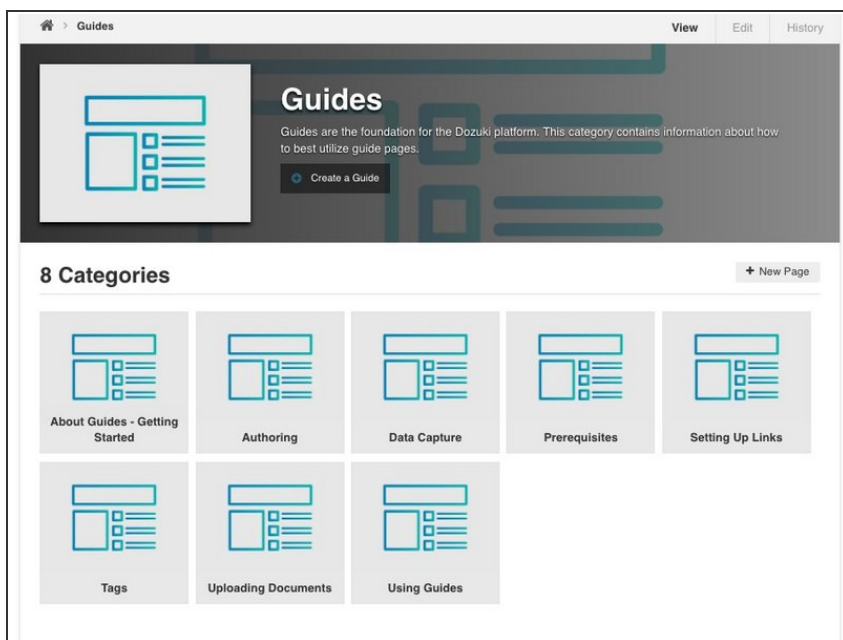 > Guides
View
Edit
History
Guides
Guides are the foundation for the Dozuki platform. This category contains information about how
to best utilize guide pages.
Create a Guide
8 Categories
+ New Page
About Guides - Getting
Started
Authoring
Data Capture
Prerequisites
Setting Up Links
Tags
Uploading Documents
Using Guides